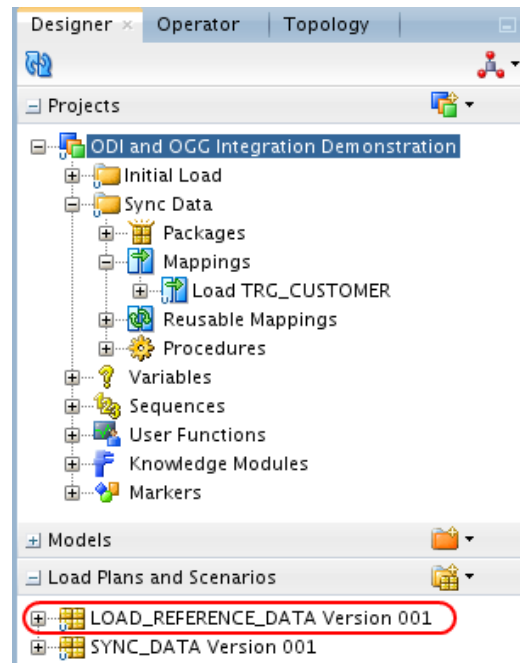 Designer Operator Topology
Projects
ODI and OGG Integration Demonstration
Initial Load
Sync Data
Packages
Mappings
Load TRG_CUSTOMER
Reusable Mappings
Procedures
Variables
Sequences
User Functions
Knowledge Modules
Markers
Models
Load Plans and Scenarios
LOAD_REFERENCE_DATA Version 001
SYNC_DATA Version 001